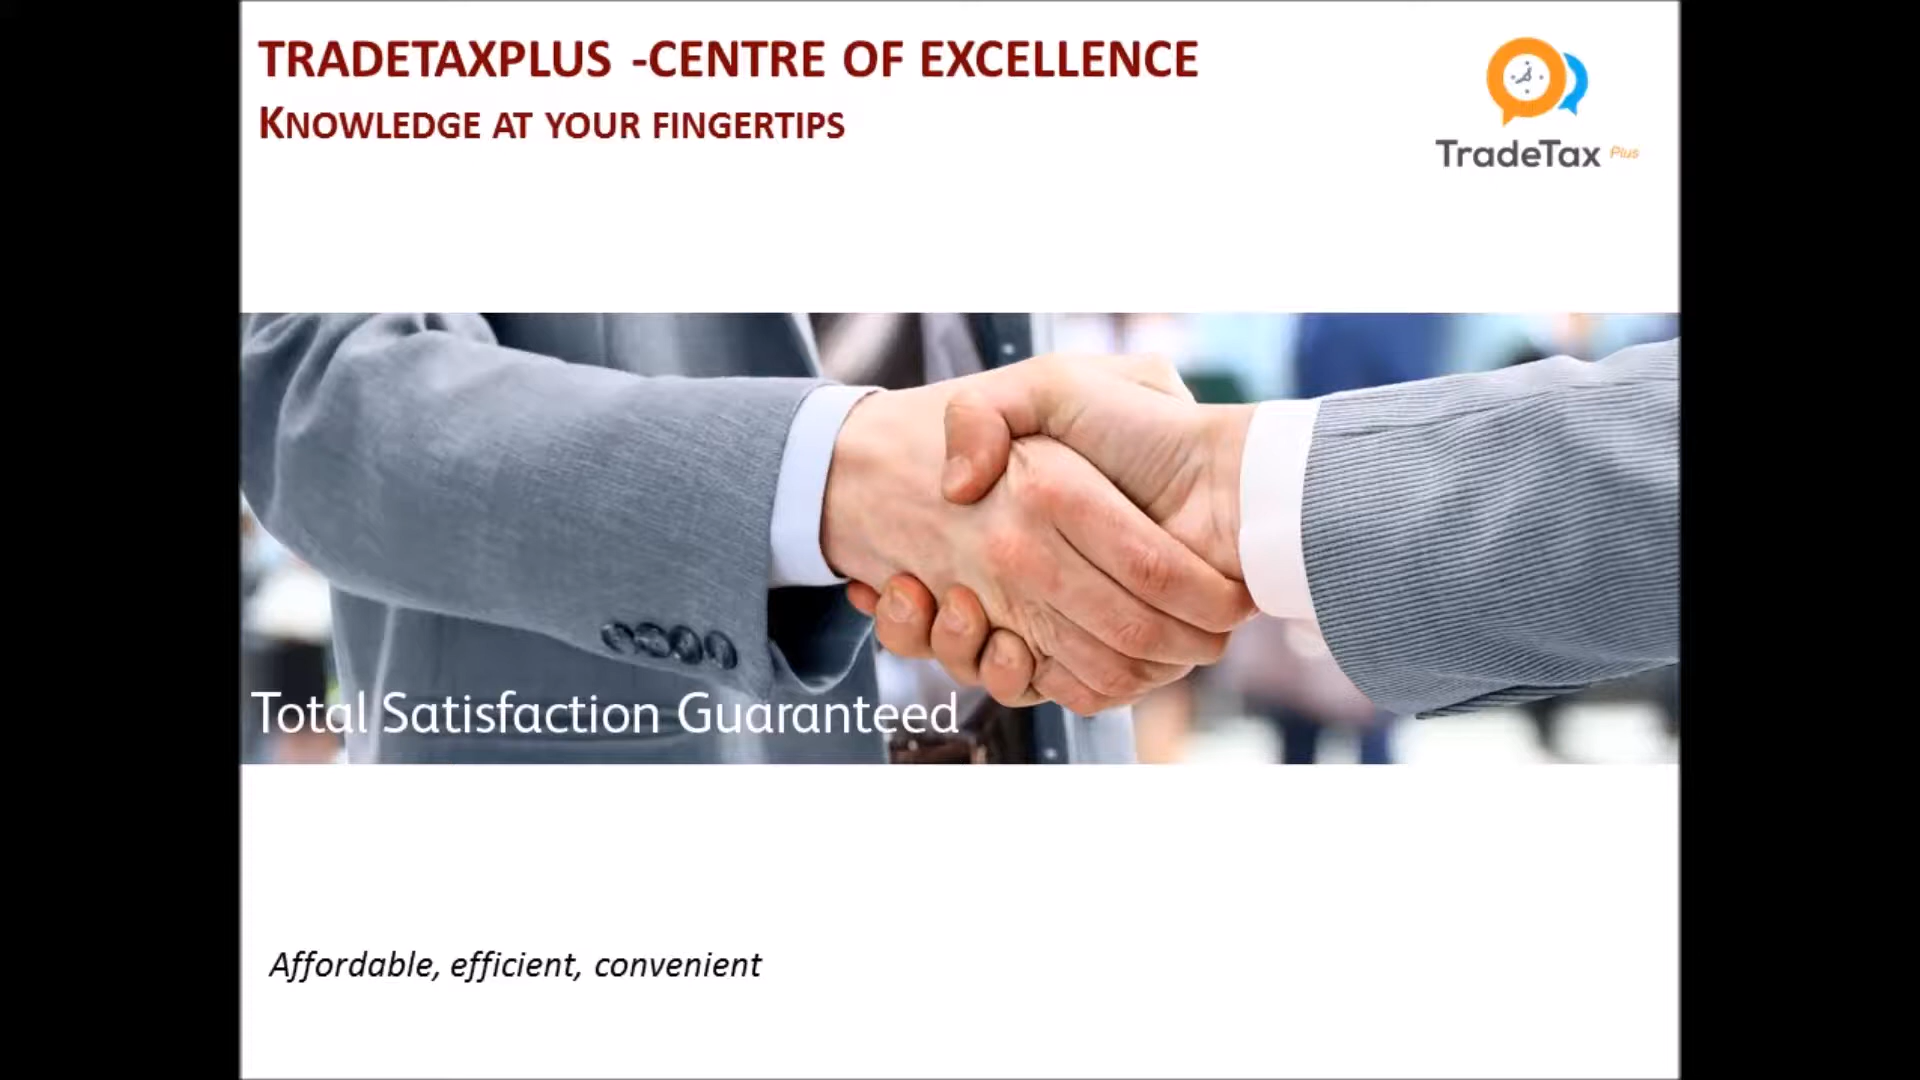 TRADETAXPLUS -CENTRE OF EXCELLENCE
KNOWLEDGE AT YOUR FINGERTIPS
TradeTax Plus
Total Satisfaction Guaranteed
Affordable, efficient, convenient